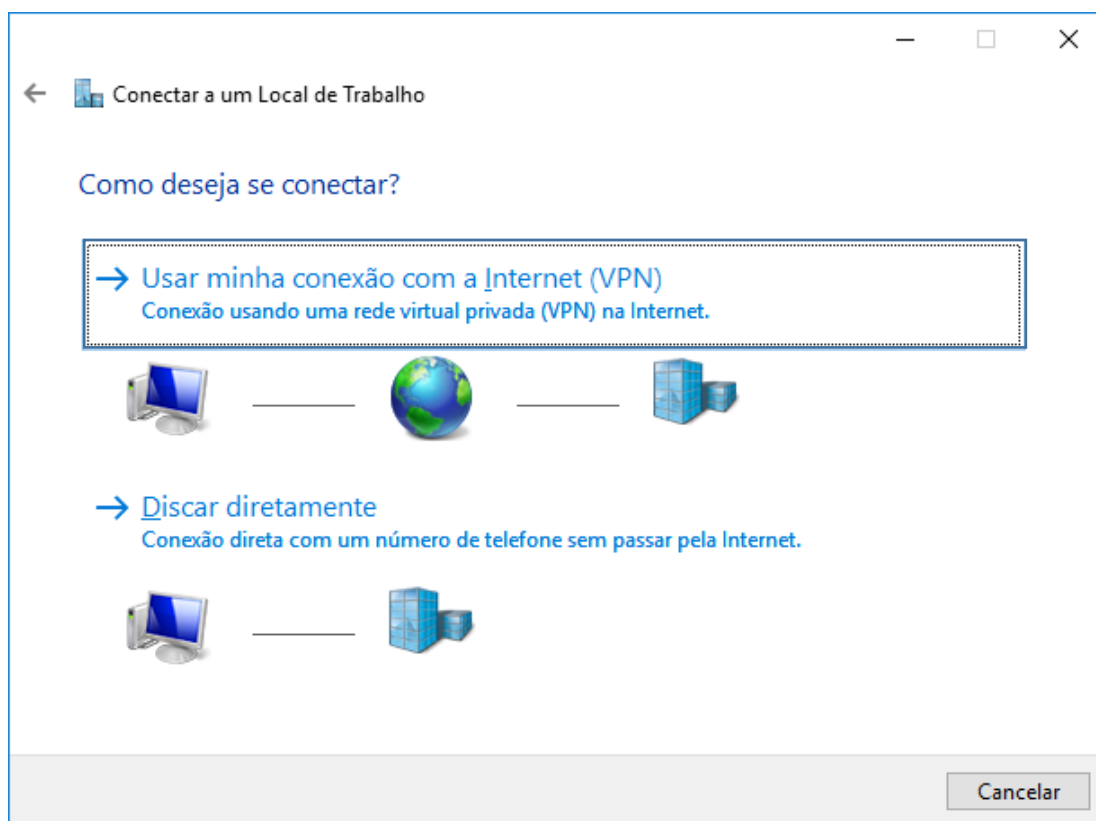 Conectar a um Local de Trabalho
Como deseja se conectar?
Usar minha conexão com a Internet (VPN)
Conexão usando uma rede virtual privada (VPN) na Internet.
Discar diretamente
Conexão direta com um número de telefone sem passar pela Internet.
Cancelar